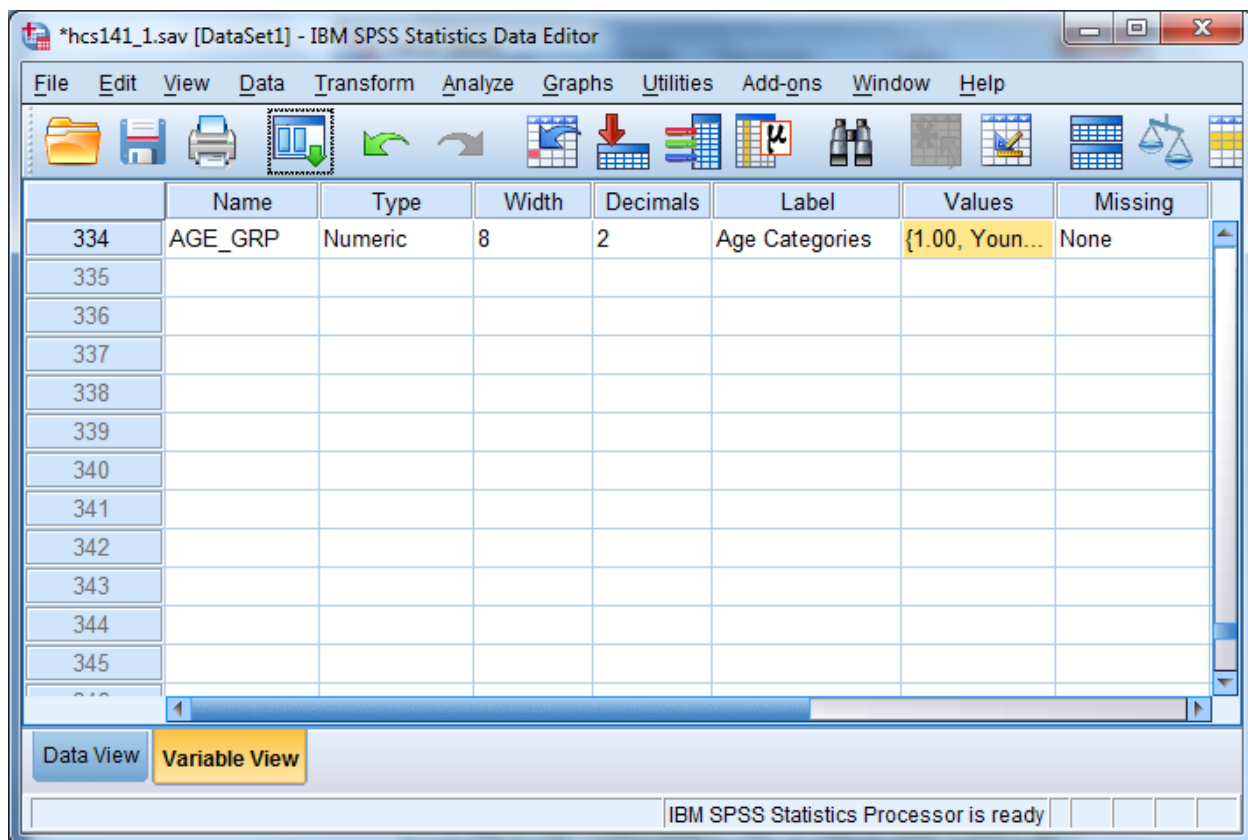 *hcs141_1.sav [DataSet1] - IBM SPSS Statistics Data Editor
File Edit View Data Transform Analyze Graphs Utilities Add-ons Window Help
μ
Name Type Width Decimals Label Values Missing
334 AGE_GRP Numeric 8 2 Age Categories {1.00, Youn... None
335
336
337
338
339
340
341
342
343
344
345
Data View Variable View
IBM SPSS Statistics Processor is ready